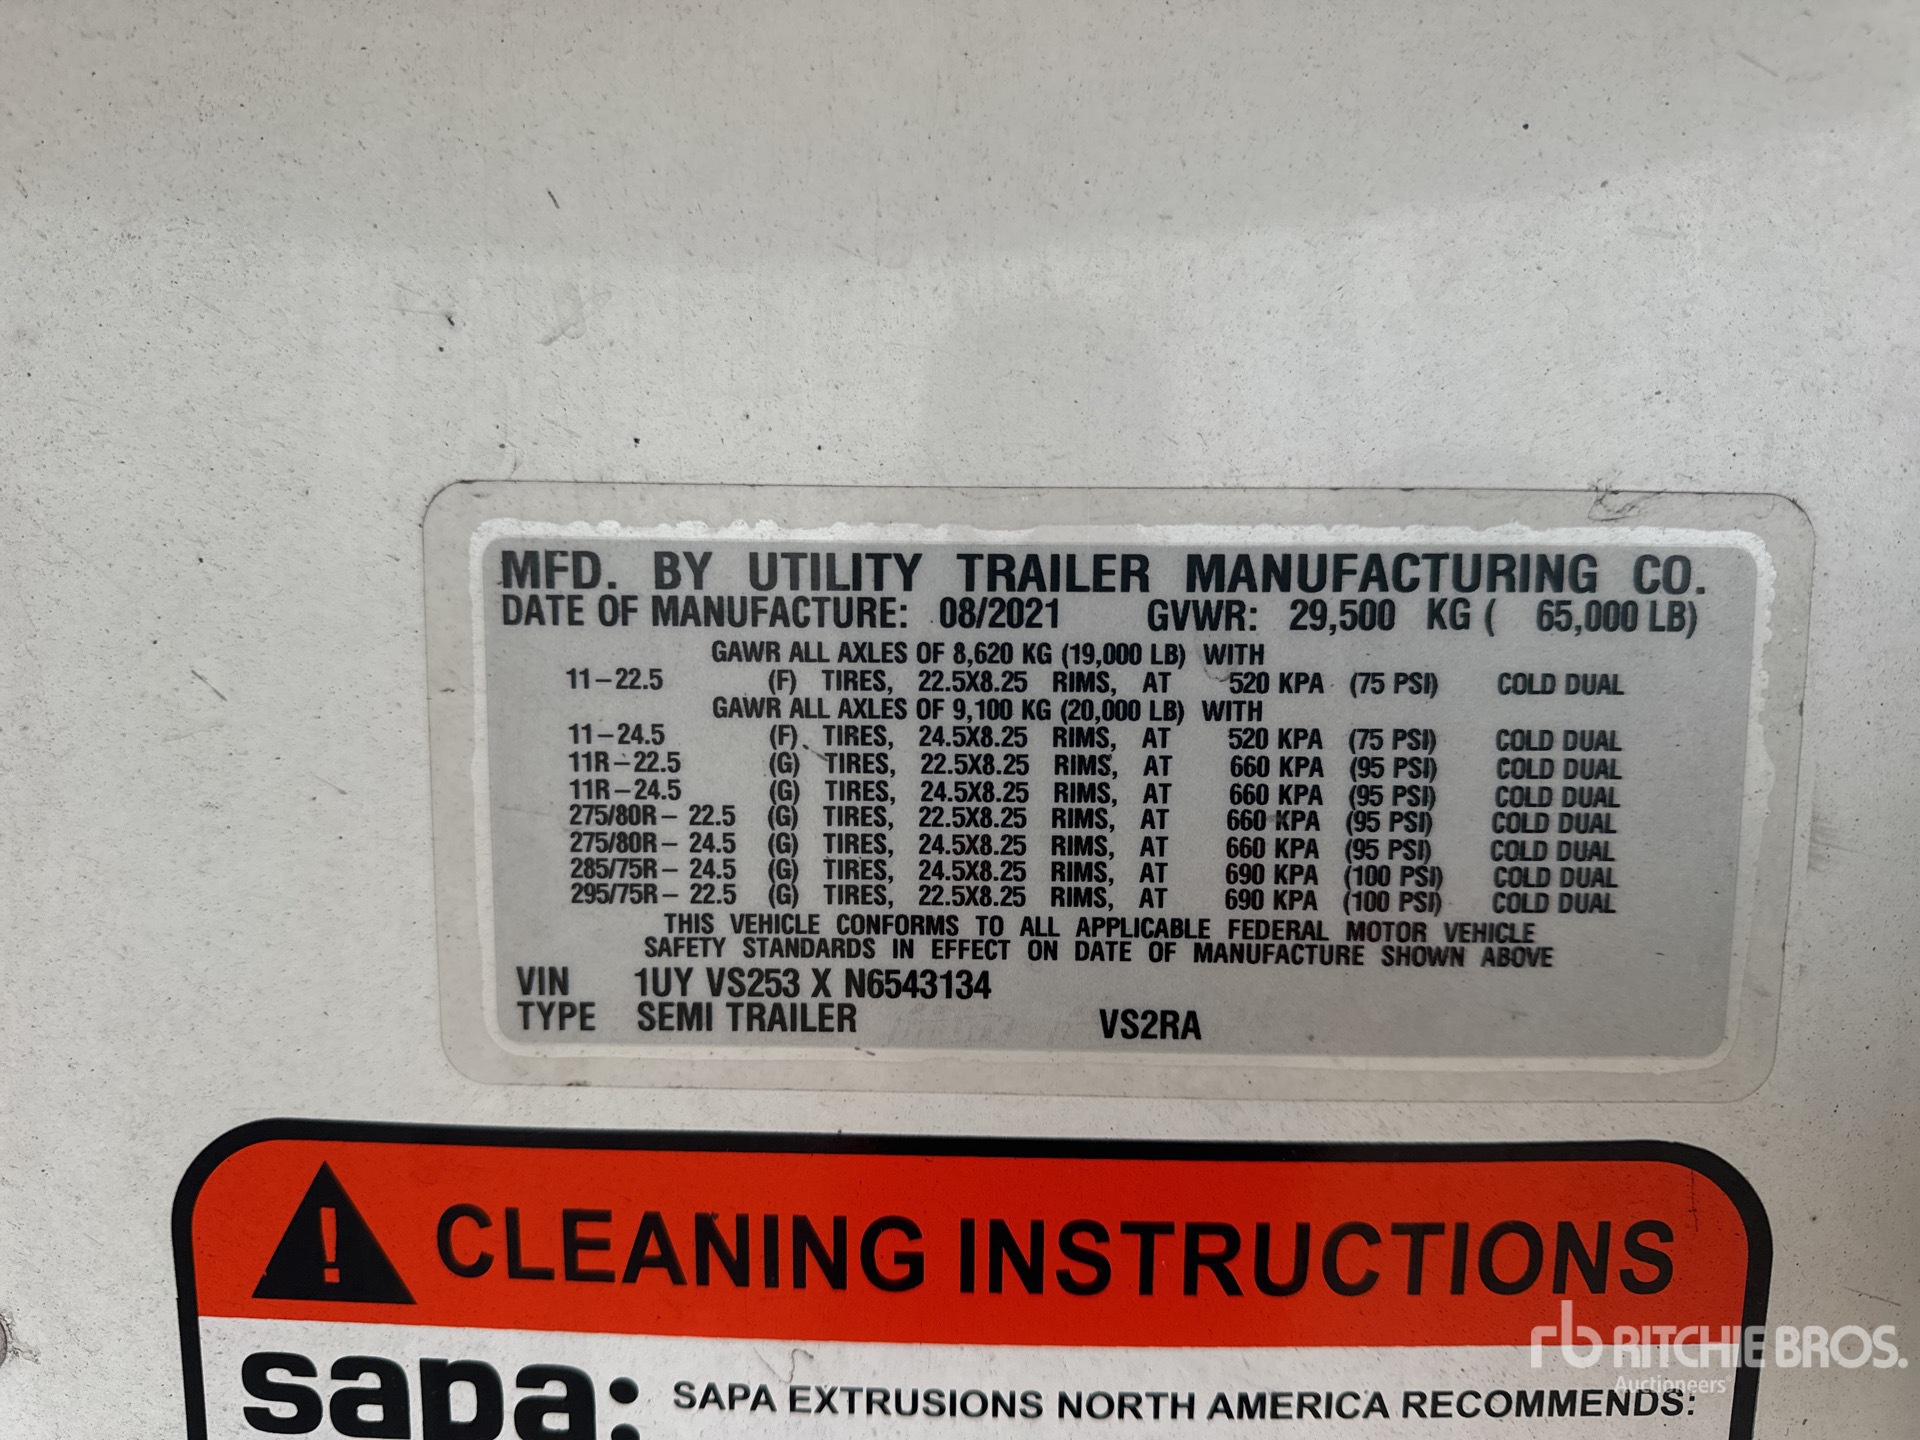 MFD. BY UTILITY TRAILER MANUFACTURING CO.
DATE OF MANUFACTURE: 08/2021 GVWR: 29,500 KG ( 65,000 LB)
GAWR ALL AXLES OF 8,620 KG (19,000 LB) WITH
11-22.5 (F) TIRES, 22.5X8.25 RIMS, AT 520 KPA (75 PSI) COLD DUAL
GAWR ALL AXLES OF 9,100 KG (20,000 LB) WITH
11-24.5 (F) TIRES, 24.5X8.25 RIMS, AT 520 KPA (75 PSI) COLD DUAL
11R-22.5 (G) TIRES, 22.5X8.25 RIMS, AT 660 KPA (95 PSI) COLD DUAL
11R-24.5 (G) TIRES, 24.5X8.25 RIMS, AT 660 KPA (95 PSI) COLD DUAL
275/80R- 22.5 (G) TIRES, 22.5X8.25 RIMS, AT 660 KPA (95 PSI) COLD DUAL
275/80R- 24.5 (G) TIRES, 24.5X8.25 RIMS, AT 660 KPA (95 PSI) COLD DUAL
285/75R- 24.5 (G) TIRES, 24.5X8.25 RIMS, AT 690 KPA (100 PSI) COLD DUAL
295/75R- 22.5 (G) TIRES, 22.5X8.25 RIMS, AT 690 KPA (100 PSI) COLD DUAL
THIS VEHICLE CONFORMS TO ALL APPLICABLE FEDERAL MOTOR VEHICLE
SAFETY STANDARDS IN EFFECT ON DATE OF MANUFACTURE SHOWN ABOVE
VIN 1UY VS253 X N6543134
TYPE SEMI TRAILER VS2RA
! CLEANING INSTRUCTIONS
sapa: SAPA EXTRUSIONS NORTH AMERICA RECOMMENDS:
rb RITCHIE BROS.
Auctioneers